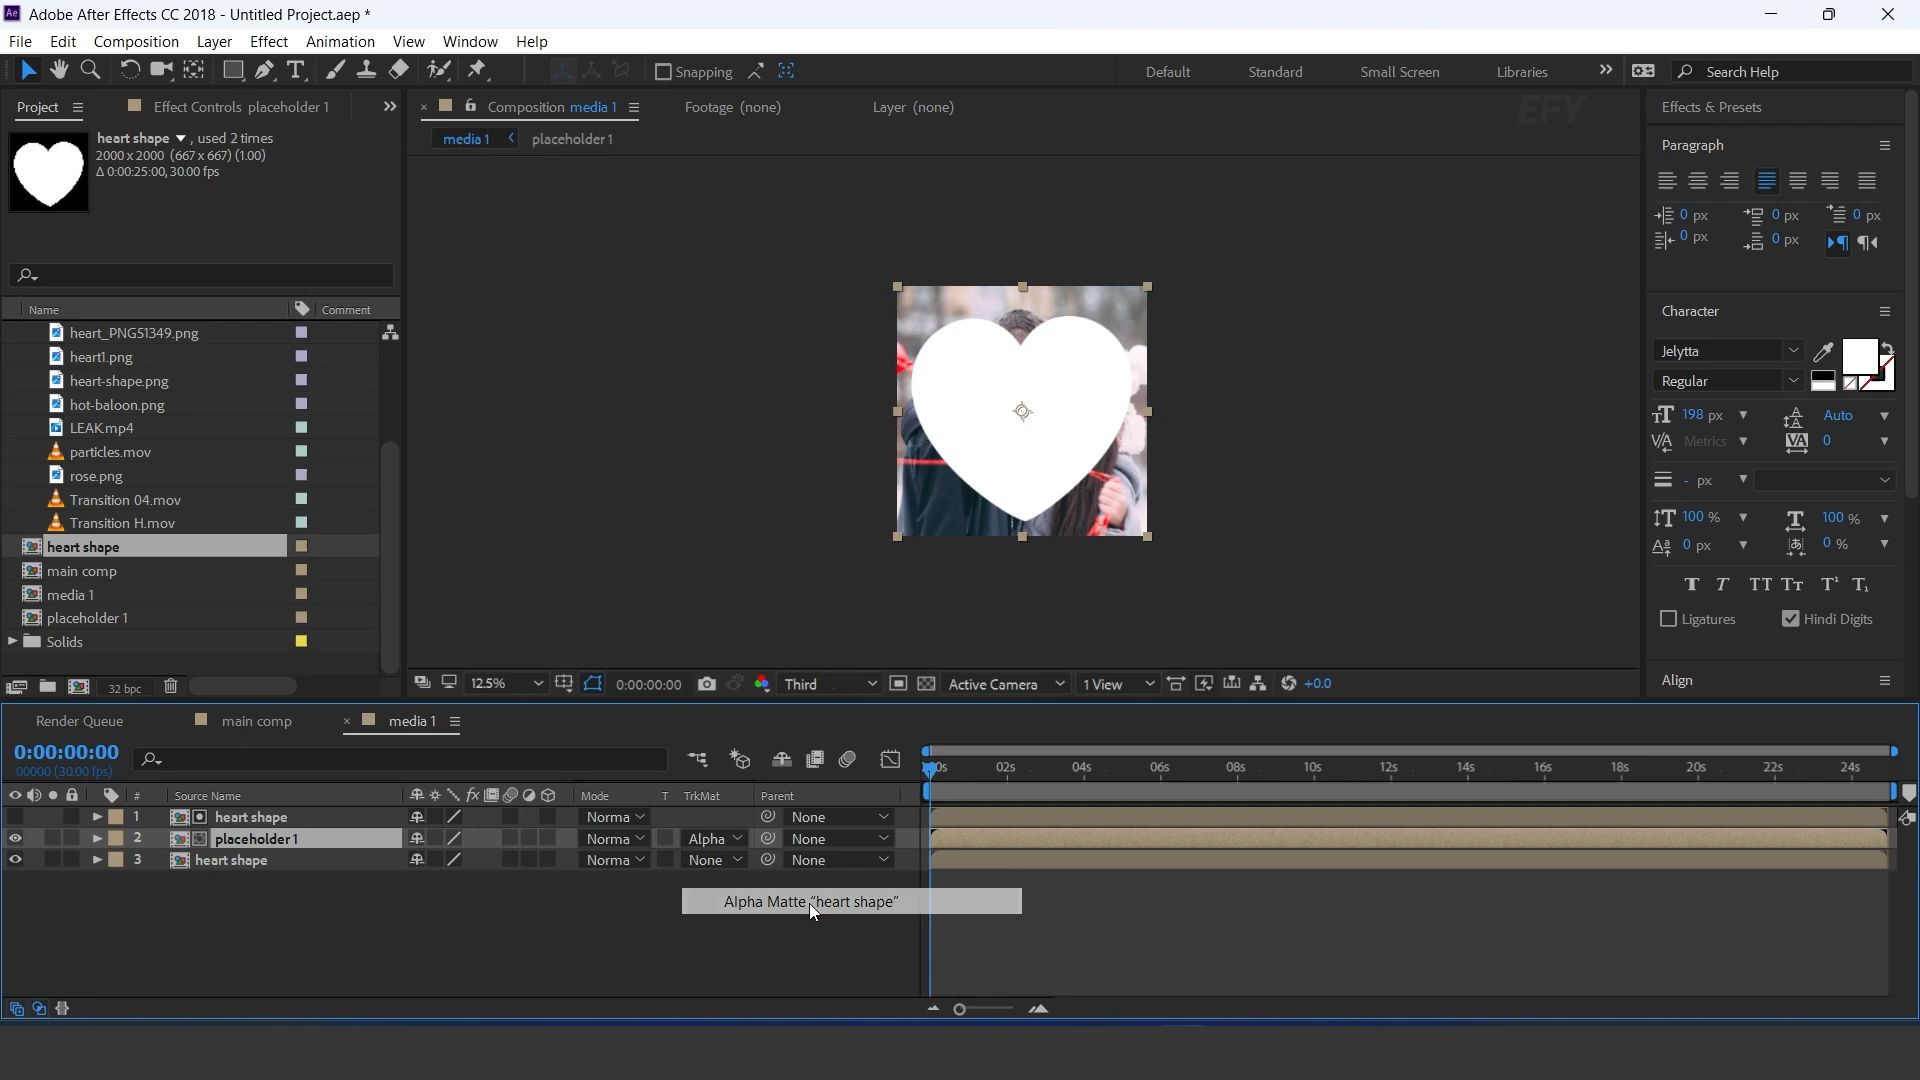 Adobe After Effects CC 2018 - Untitled Project.aep *
File Edit Composition Layer Effect Animation View Window Help
Snapping Default Standard Small Screen Libraries Search Help
Project Effect Controls placeholder 1 Composition media 1 Footage (none) Layer (none) EFY Effects & Presets
media 1 placeholder 1
heart shape , used 2 times
2000 x 2000 (667 x 667) (1.00)
Δ 0:00:25:00, 30.00 fps
Paragraph
0 px 0 px 0 px
0 px 0 px
Name Comment
heart_PNG51349.png
heart1.png
heart-shape.png
hot-baloon.png
LEAK.mp4
particles.mov
rose.png
Transition 04.mov
Transition H.mov
heart shape
main comp
media 1
placeholder 1
Solids
32 bpc
Character
Jelytta
Regular
198 px Auto
Metrics 0
- px
100 % 100 %
0 px 0 %
T T TT Tт T¹ T₁
Ligatures Hindi Digits
Align
12.5% 0:00:00:00 Third Active Camera 1 View +0.0
Render Queue main comp media 1
0:00:00:00
00000 (30.00 fps)
02s 04s 06s 08s 10s 12s 14s 16s 18s 20s 22s 24s
# Source Name Mode T TrkMat Parent
1 heart shape Norma None
2 placeholder 1 Norma Alpha None
3 heart shape Norma None None
Alpha Matte “heart shape”